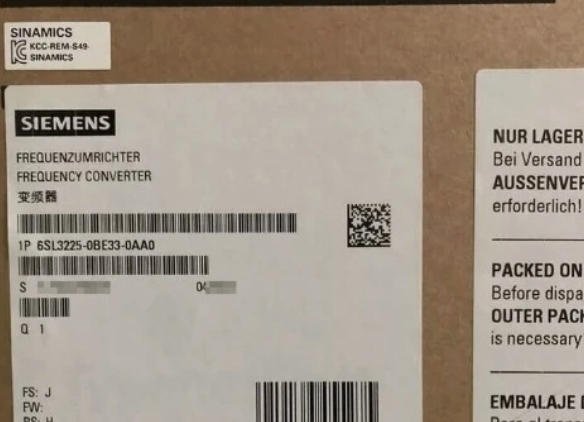 SINAMICS
KCC-REM-S49-
SINAMICS
SIEMENS
FREQUENZUMRICHTER
FREQUENCY CONVERTER
变频器
1P 6SL3225-0BE33-0AA0
S
Q 1
FS: J
FW:
NUR LAGER
Bei Versand
AUSSENVER
erforderlich!
PACKED ON
Before dispa
OUTER PACK
is necessary
EMBALAJE